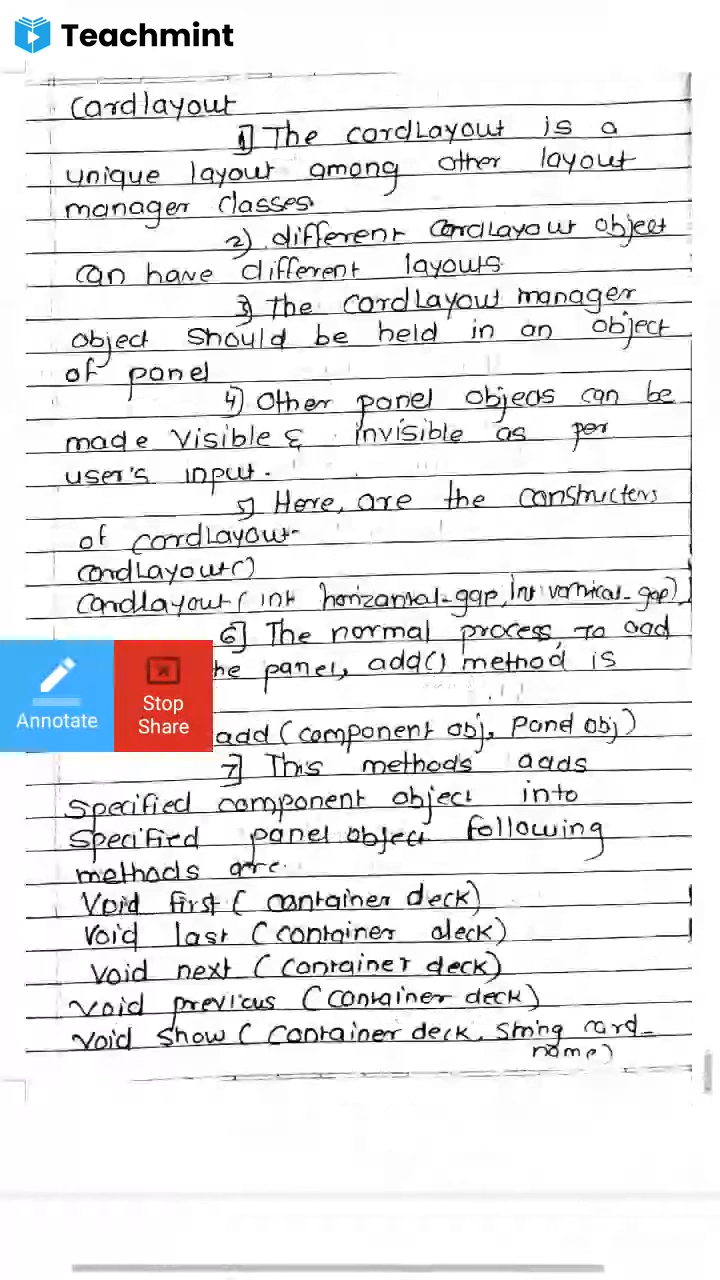 Teachmint
Cardlayout
1] The cardLayout is a
unique layout among other layout
manager classes.
2) different CardLayout object
can have different layouts.
3) The CardLayout manager
object should be held in an object
of panel
4) Other panel objects can be
made visible & invisible as per
user's input.
5) Here, are the constructers
of cardLayout-
CardLayout()
Cardlayout( int horizantal-gap, int vertical-gap)
6] The normal process, to add
he panel, add() method is
add (component obj, Panel obj)
7] This methods adds
Specified component object into
Specified panel object following
methods are.
Void first ( container deck)
Void last (container deck)
Void next (Container deck)
Void previous (Container deck)
Void show ( Container deck, String card-
name)
Annotate
Stop
Share